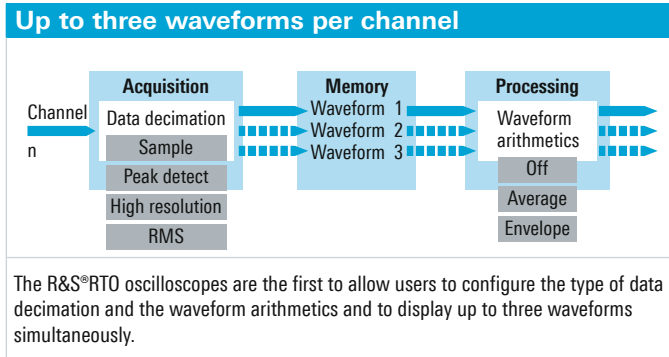 Up to three waveforms per channel
Acquisition
Memory
Processing
Channel
n
Data decimation
Sample
Peak detect
High resolution
RMS
Waveform 1
Waveform 2
Waveform 3
Waveform
arithmetics
Off
Average
Envelope
The R&S®RTO oscilloscopes are the first to allow users to configure the type of data
decimation and the waveform arithmetics and to display up to three waveforms
simultaneously.